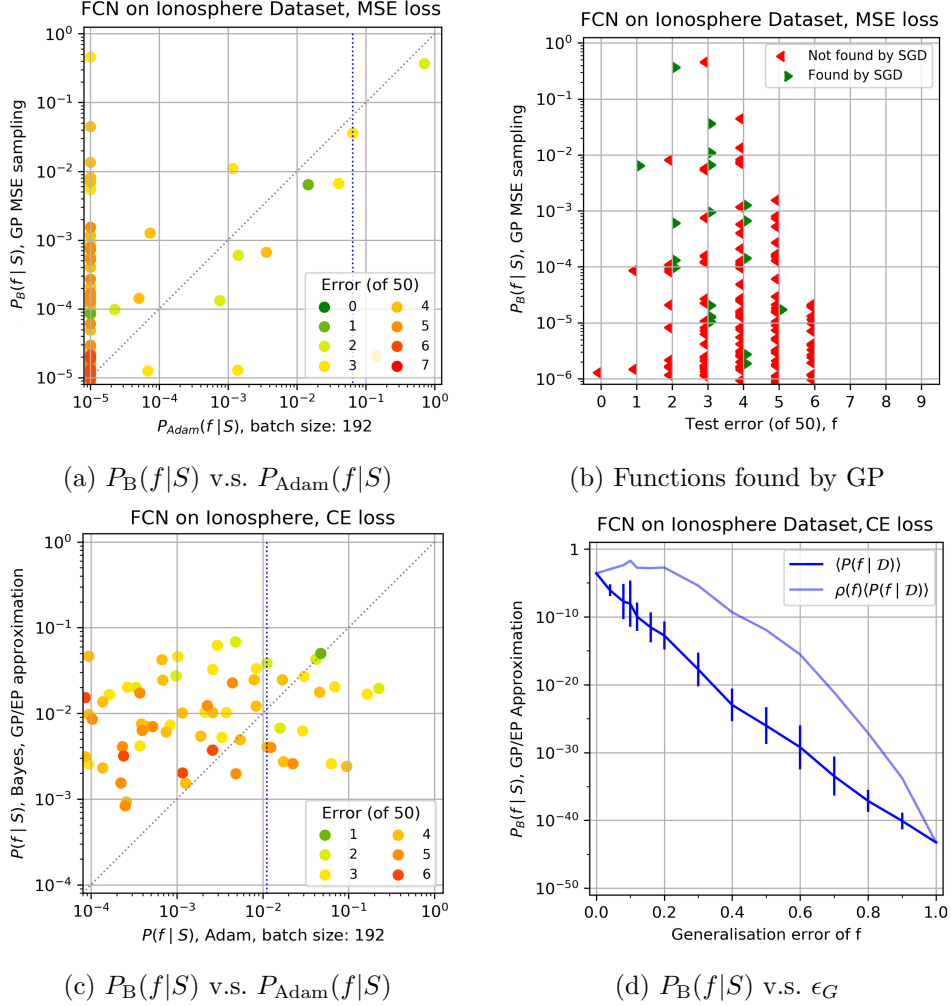 FCN on Ionosphere Dataset, MSE loss
10^0
10^-1
10^-2
10^-3
10^-4
10^-5
P_B(f | S), GP MSE sampling
Error (of 50)
0 4
1 5
2 6
3 7
10^-5 10^-4 10^-3 10^-2 10^-1 10^0
P_Adam(f | S), batch size: 192
(a) P_B(f|S) v.s. P_Adam(f|S)
FCN on Ionosphere Dataset, MSE loss
10^0
10^-1
10^-2
10^-3
10^-4
10^-5
10^-6
P_B(f | S), GP MSE sampling
Not found by SGD
Found by SGD
0 1 2 3 4 5 6 7 8 9
Test error (of 50), f
(b) Functions found by GP
FCN on Ionosphere, CE loss
10^0
10^-1
10^-2
10^-3
10^-4
P(f | S), Bayes, GP/EP approximation
Error (of 50)
1 4
2 5
3 6
10^-4 10^-3 10^-2 10^-1 10^0
P(f | S), Adam, batch size: 192
(c) P_B(f|S) v.s. P_Adam(f|S)
FCN on Ionosphere Dataset, CE loss
1
10^-10
10^-20
10^-30
10^-40
10^-50
P_B(f | S), GP/EP Approximation
⟨P(f | 𝒟)⟩
ρ(f)⟨P(f | 𝒟)⟩
0.0 0.2 0.4 0.6 0.8 1.0
Generalisation error of f
(d) P_B(f|S) v.s. ϵ_G